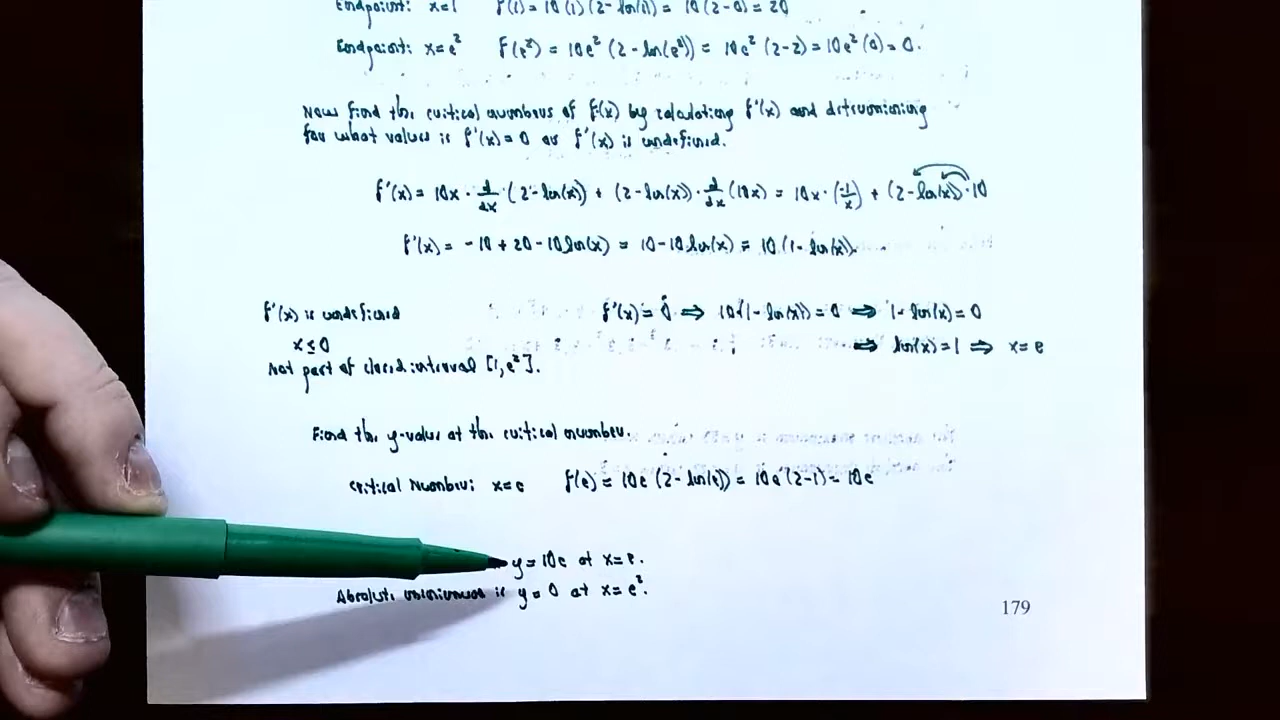 Endpoint: x=1 f(1) = 10(1)(2-ln(1)) = 10(2-0) = 20
Endpoint: x=e² f(e²) = 10e²(2-ln(e²)) = 10e²(2-2) = 10e²(0) = 0.
Now find the critical numbers of f(x) by calculating f'(x) and determining
for what values is f'(x)=0 or f'(x) is undefined.
f'(x) = 10x · d/dx · (2-ln(x)) + (2-ln(x)) · d/dx (10x) = 10x · (-1/x) + (2-ln(x)) · 10
f'(x) = -10 + 20 - 10ln(x) = 10-10ln(x) = 10(1-ln(x)).
f'(x) is undefined f'(x) = 0 ⇒ 10(1-ln(x)) = 0 ⇒ 1-ln(x) = 0
x≤0 ⇒ ln(x)=1 ⇒ x=e
Not part of closed interval [1,e²].
Find the y-value at the critical number.
Critical Number: x=e f(e) = 10e(2-ln(e)) = 10e(2-1) = 10e
y = 10e at x=e.
Absolute minimum is y = 0 at x=e².
179